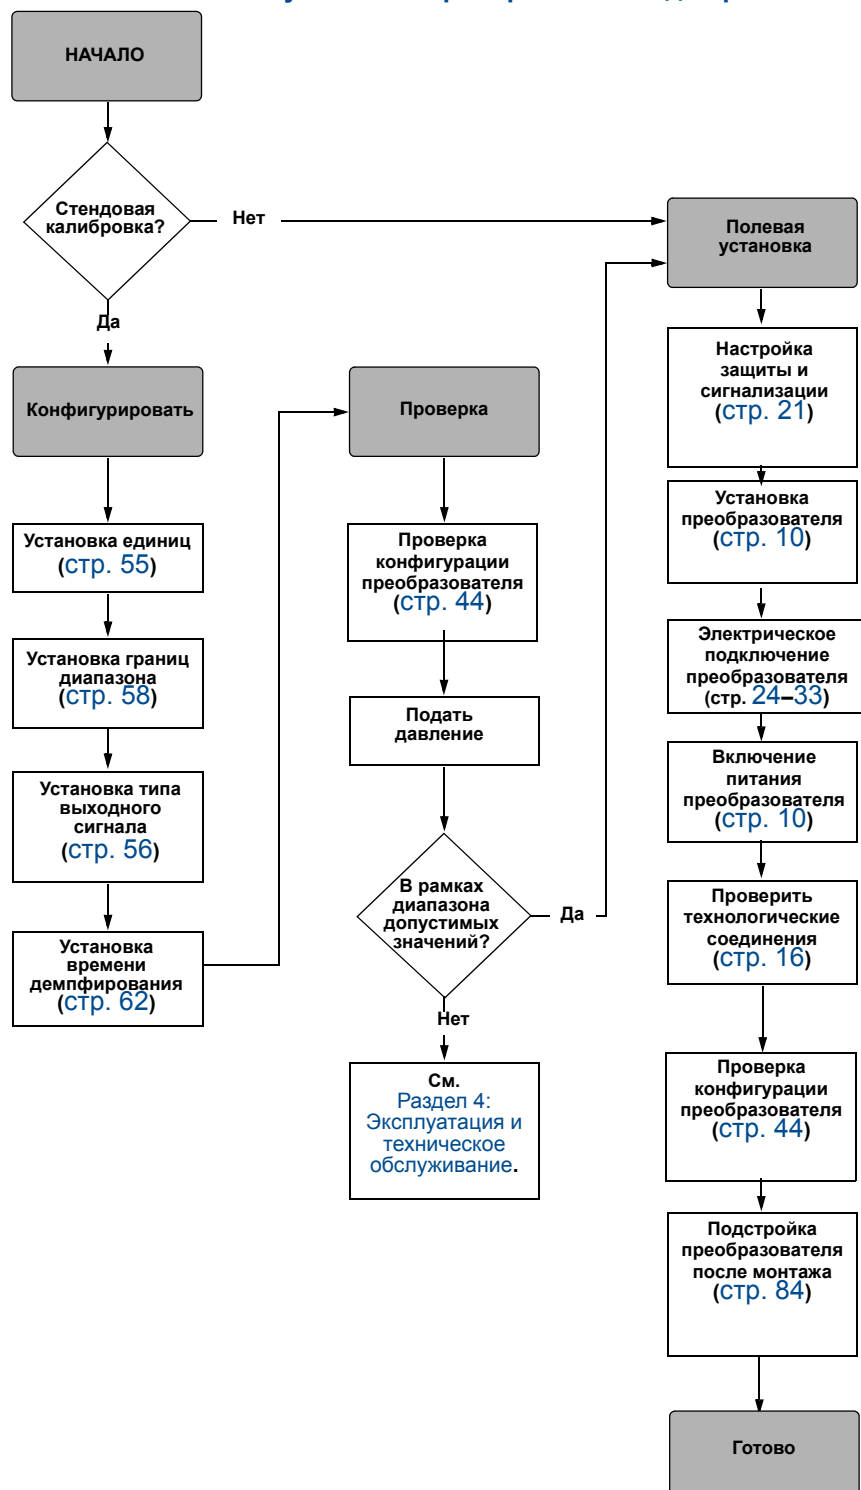 НАЧАЛО
Стендовая
калибровка?
Нет
Да
Конфигурировать
Установка единиц
(стр. 55)
Установка границ
диапазона
(стр. 58)
Установка типа
выходного
сигнала
(стр. 56)
Установка
времени
демпфирования
(стр. 62)
Проверка
Проверка
конфигурации
преобразователя
(стр. 44)
Подать
давление
В рамках
диапазона
допустимых
значений?
Да
Нет
См.
Раздел 4:
Эксплуатация и
техническое
обслуживание.
Полевая
установка
Настройка
защиты и
сигнализации
(стр. 21)
Установка
преобразователя
(стр. 10)
Электрическое
подключение
преобразователя
(стр. 24–33)
Включение
питания
преобразователя
(стр. 10)
Проверить
технологические
соединения
(стр. 16)
Проверка
конфигурации
преобразователя
(стр. 44)
Подстройка
преобразователя
после монтажа
(стр. 84)
Готово